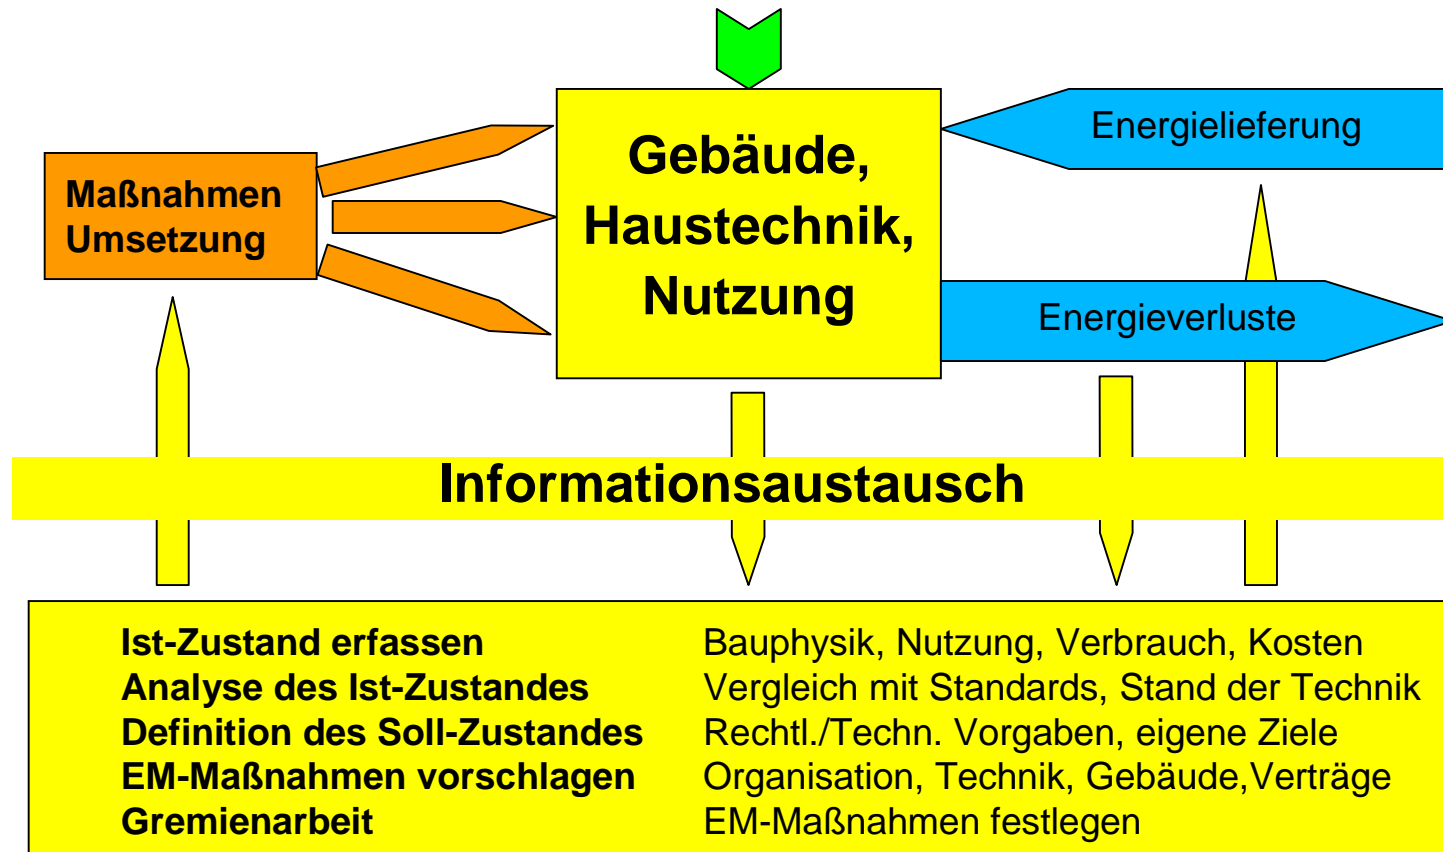 Maßnahmen
Umsetzung
Gebäude,
Haustechnik,
Nutzung
Energielieferung
Energieverluste
Informationsaustausch
Ist-Zustand erfassen Bauphysik, Nutzung, Verbrauch, Kosten
Analyse des Ist-Zustandes Vergleich mit Standards, Stand der Technik
Definition des Soll-Zustandes Rechtl./Techn. Vorgaben, eigene Ziele
EM-Maßnahmen vorschlagen Organisation, Technik, Gebäude,Verträge
Gremienarbeit EM-Maßnahmen festlegen